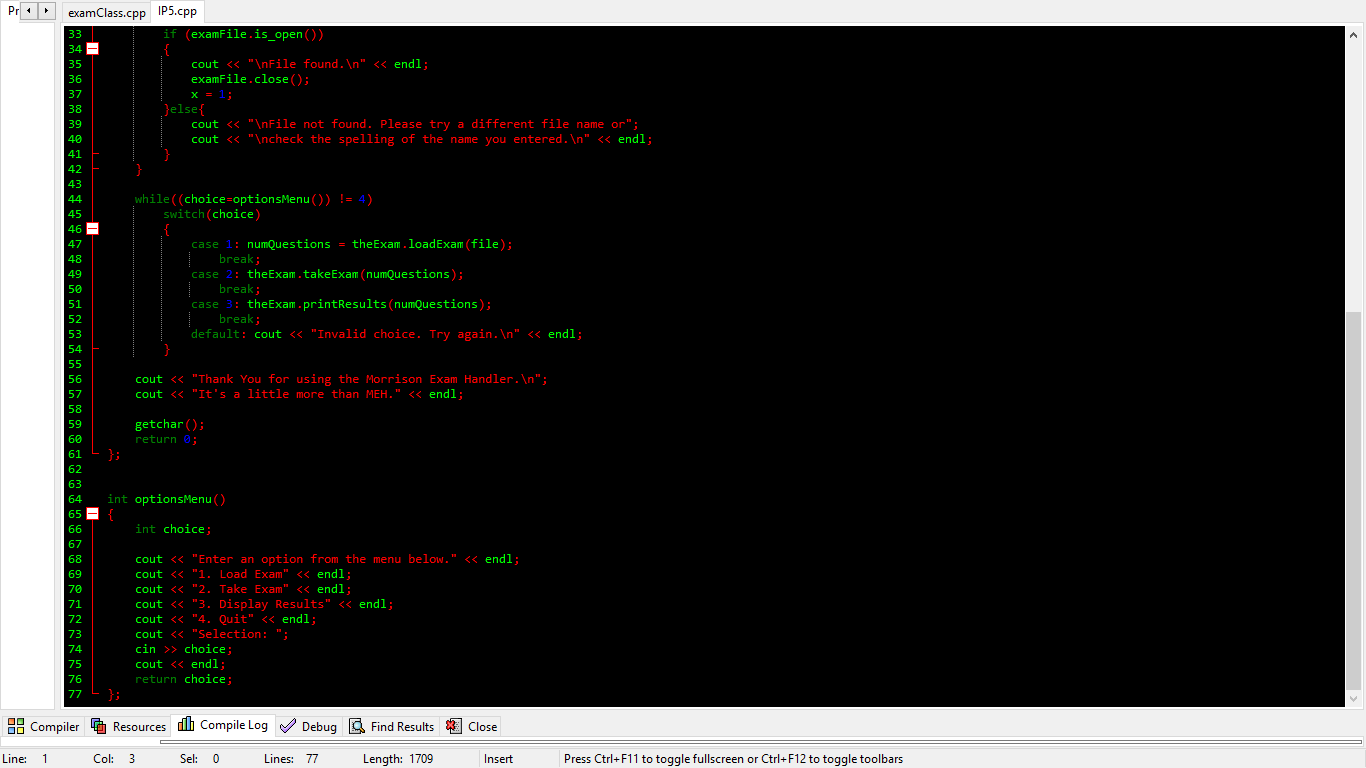 Pr examClass.cpp IP5.cpp
33 if (examFile.is_open())
34 {
35 cout << "\nFile found.\n" << endl;
36 examFile.close();
37 x = 1;
38 }else{
39 cout << "\nFile not found. Please try a different file name or";
40 cout << "\ncheck the spelling of the name you entered.\n" << endl;
41 }
42 }
43
44 while((choice=optionsMenu()) != 4)
45 switch(choice)
46 {
47 case 1: numQuestions = theExam.loadExam(file);
48 break;
49 case 2: theExam.takeExam(numQuestions);
50 break;
51 case 3: theExam.printResults(numQuestions);
52 break;
53 default: cout << "Invalid choice. Try again.\n" << endl;
54 }
55
56 cout << "Thank You for using the Morrison Exam Handler.\n";
57 cout << "It's a little more than MEH." << endl;
58
59 getchar();
60 return 0;
61 };
62
63
64 int optionsMenu()
65 {
66 int choice;
67
68 cout << "Enter an option from the menu below." << endl;
69 cout << "1. Load Exam" << endl;
70 cout << "2. Take Exam" << endl;
71 cout << "3. Display Results" << endl;
72 cout << "4. Quit" << endl;
73 cout << "Selection: ";
74 cin >> choice;
75 cout << endl;
76 return choice;
77 };
Compiler Resources Compile Log Debug Find Results Close
Line: 1 Col: 3 Sel: 0 Lines: 77 Length: 1709 Insert Press Ctrl+F11 to toggle fullscreen or Ctrl+F12 to toggle toolbars